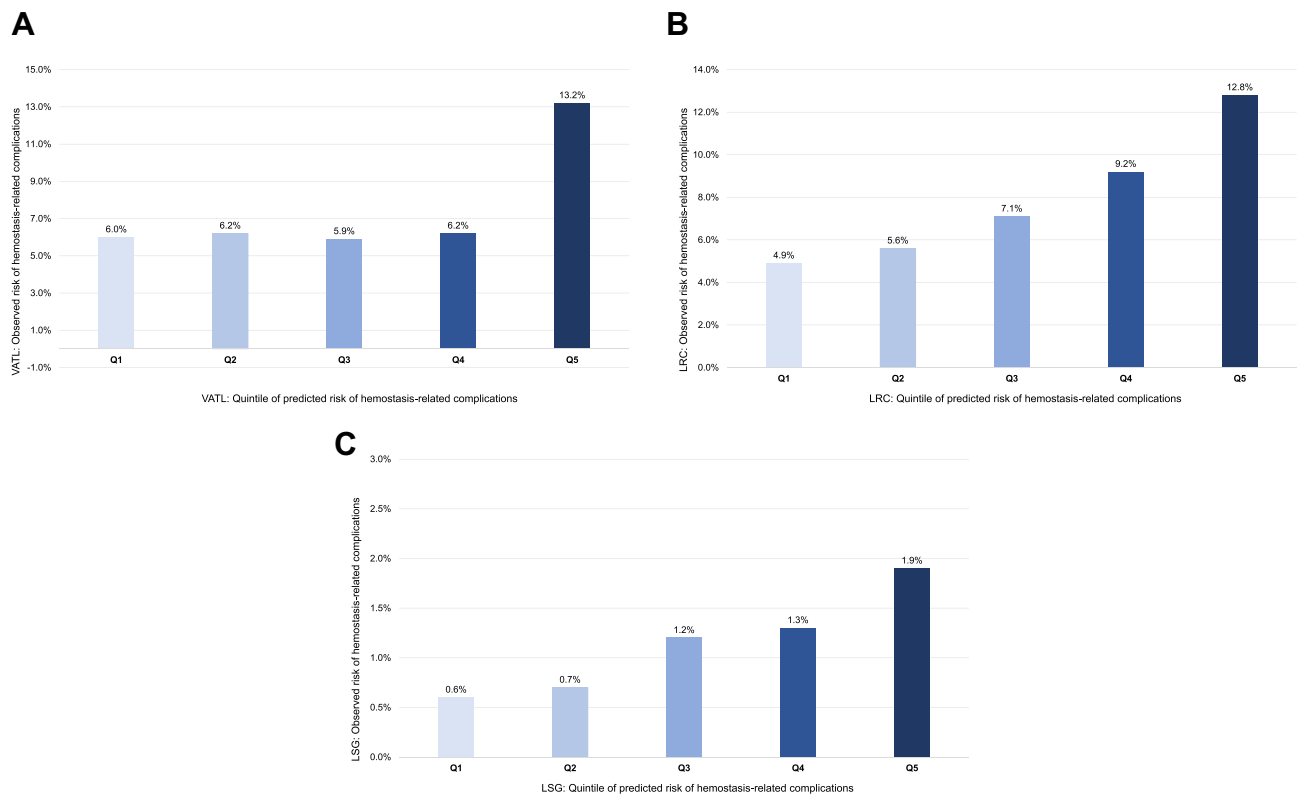 A
VATL: Observed risk of hemostasis-related complications
15.0%
13.0%
11.0%
9.0%
7.0%
5.0%
3.0%
1.0%
-1.0%
6.0%
6.2%
5.9%
6.2%
13.2%
Q1
Q2
Q3
Q4
Q5
VATL: Quintile of predicted risk of hemostasis-related complications
B
LRC: Observed risk of hemostasis-related complications
14.0%
12.0%
10.0%
8.0%
6.0%
4.0%
2.0%
0.0%
4.9%
5.6%
7.1%
9.2%
12.8%
Q1
Q2
Q3
Q4
Q5
LRC: Quintile of predicted risk of hemostasis-related complications
C
LSG: Observed risk of hemostasis-related complications
3.0%
2.5%
2.0%
1.5%
1.0%
0.5%
0.0%
0.6%
0.7%
1.2%
1.3%
1.9%
Q1
Q2
Q3
Q4
Q5
LSG: Quintile of predicted risk of hemostasis-related complications